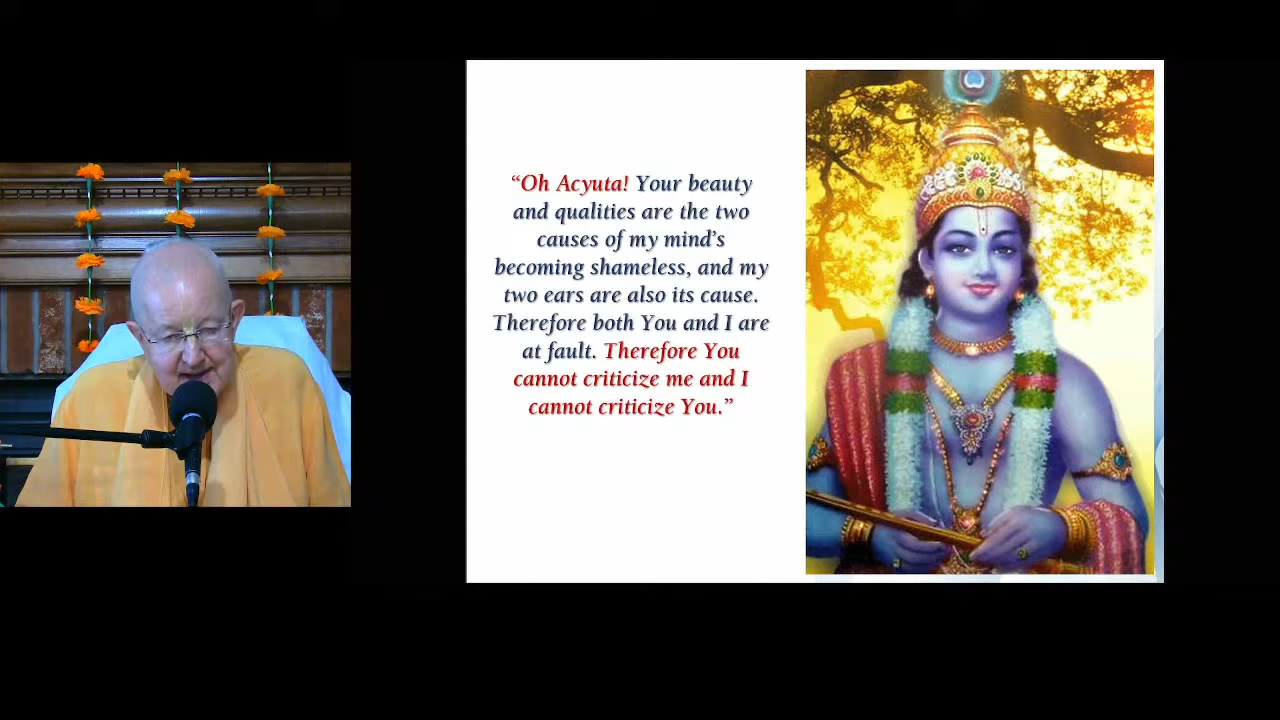 “Oh Acyuta! Your beauty
and qualities are the two
causes of my mind’s
becoming shameless, and my
two ears are also its cause.
Therefore both You and I are
at fault. Therefore You
cannot criticize me and I
cannot criticize You.”